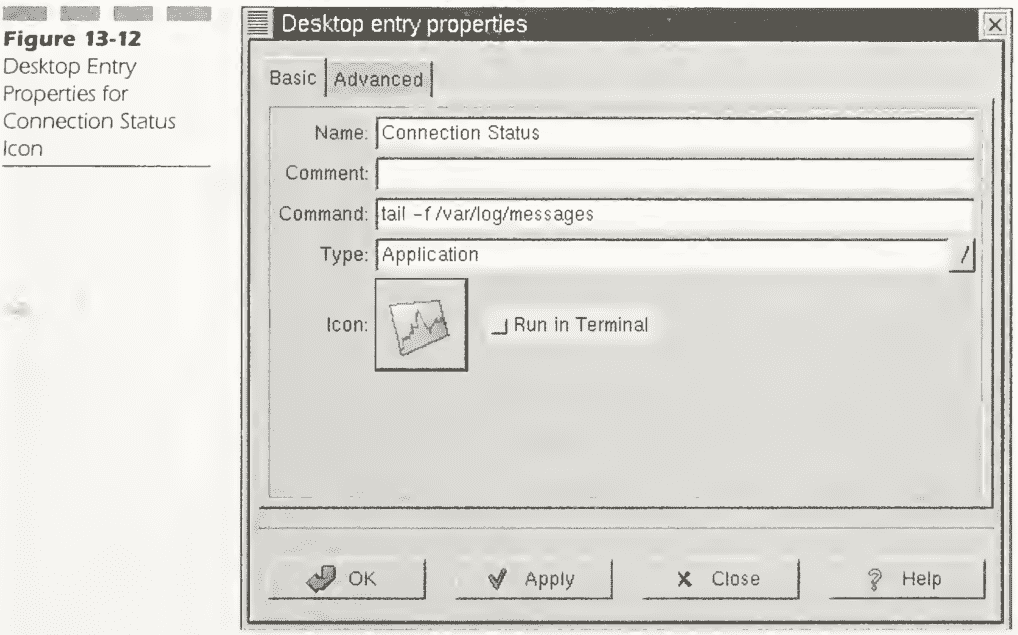 Figure 13-12
Desktop Entry
Properties for
Connection Status
Icon
Desktop entry properties
Basic Advanced
Name: Connection Status
Comment:
Command: tail -f /var/log/messages
Type: Application
Icon: Run in Terminal
OK Apply Close Help